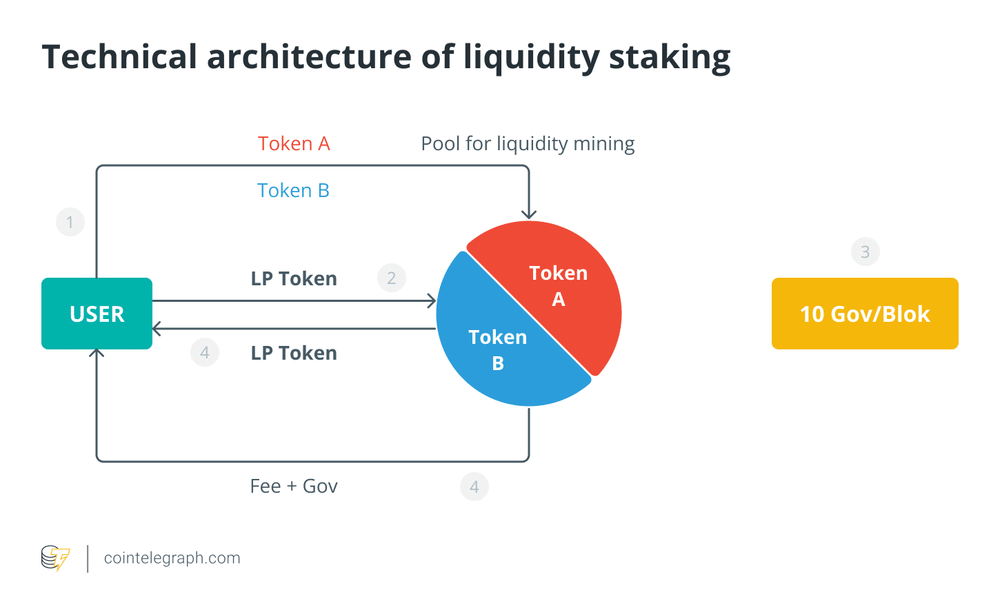 Technical architecture of liquidity staking
Token A
Pool for liquidity mining
Token B
1
LP Token
2
3
USER
Token
A
10 Gov/Blok
Token
B
4
LP Token
Fee + Gov
4
cointelegraph.com